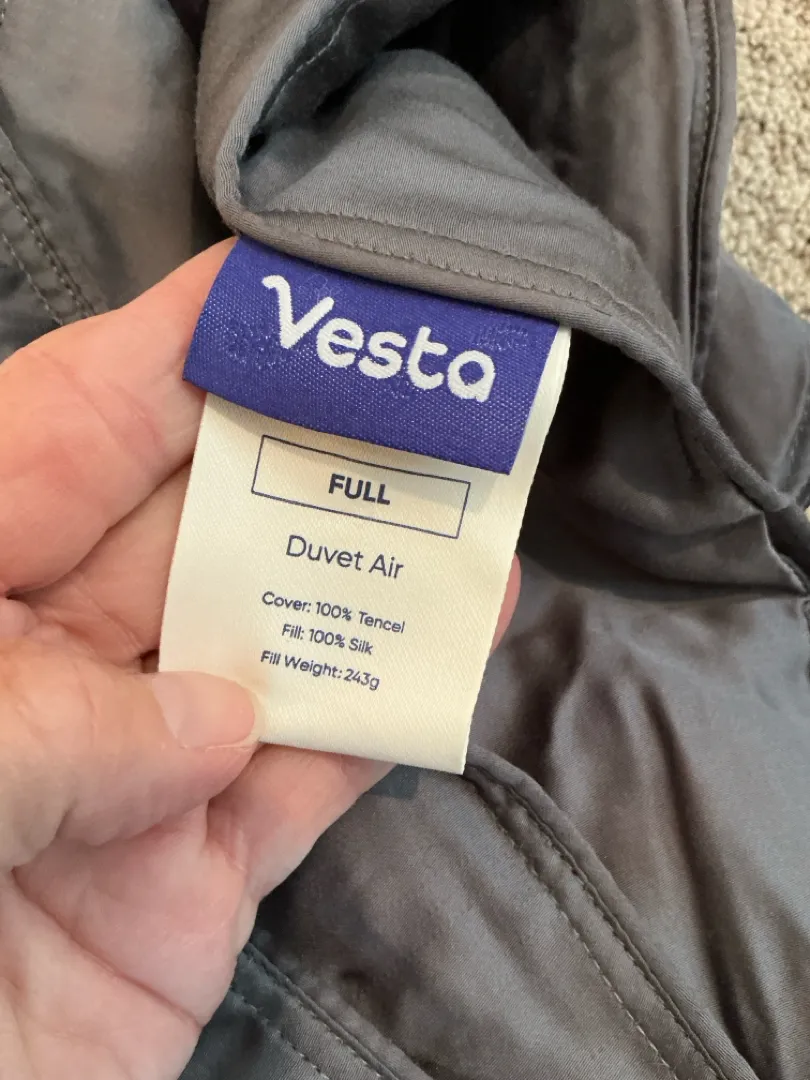 Vesta
FULL
Duvet Air
Cover: 100% Tencel
Fill: 100% Silk
Fill Weight: 243g